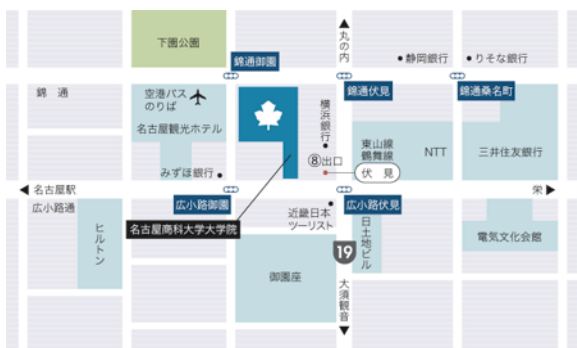 下園公園
▲
丸の内
錦通御園
●静岡銀行
●りそな銀行
錦通
空港バス
のりば
名古屋観光ホテル
横浜銀行
錦通伏見
錦通桑名町
東山線
鶴舞線
NTT
三井住友銀行
⑧出口
伏見
みずほ銀行●
◀名古屋駅
栄▶
広小路通
広小路御園
広小路伏見
名古屋商科大学大学院
近畿日本
ツーリスト
ヒルトン
日土地ビル
電気文化会館
19
御園座
大須観音
▼